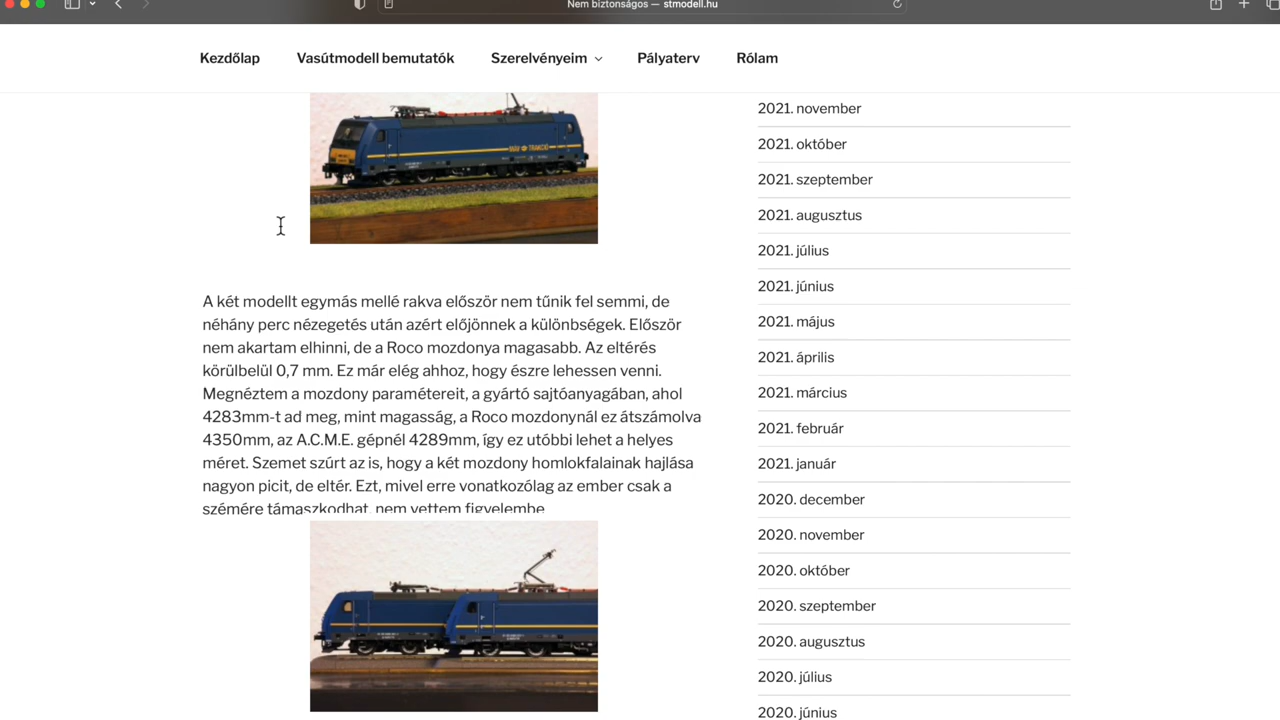 Nem biztonságos — stmodell.hu
Kezdőlap
Vasútmodell bemutatók
Szerelvényeim
Pályaterv
Rólam
MÁV TRAKCIÓ
A két modellt egymás mellé rakva először nem tűnik fel semmi, de
néhány perc nézegetés után azért előjönnek a különbségek. Először
nem akartam elhinni, de a Roco mozdonya magasabb. Az eltérés
körülbelül 0,7 mm. Ez már elég ahhoz, hogy észre lehessen venni.
Megnéztem a mozdony paramétereit, a gyártó sajtóanyagában, ahol
4283mm-t ad meg, mint magasság, a Roco mozdonynál ez átszámolva
4350mm, az A.C.M.E. gépnél 4289mm, így ez utóbbi lehet a helyes
méret. Szemet szúrt az is, hogy a két mozdony homlokfalainak hajlása
nagyon picit, de eltér. Ezt, mivel erre vonatkozólag az ember csak a
szémére támaszkodhat, nem vettem figyelembe
2021. november
2021. október
2021. szeptember
2021. augusztus
2021. július
2021. június
2021. május
2021. április
2021. március
2021. február
2021. január
2020. december
2020. november
2020. október
2020. szeptember
2020. augusztus
2020. július
2020. június